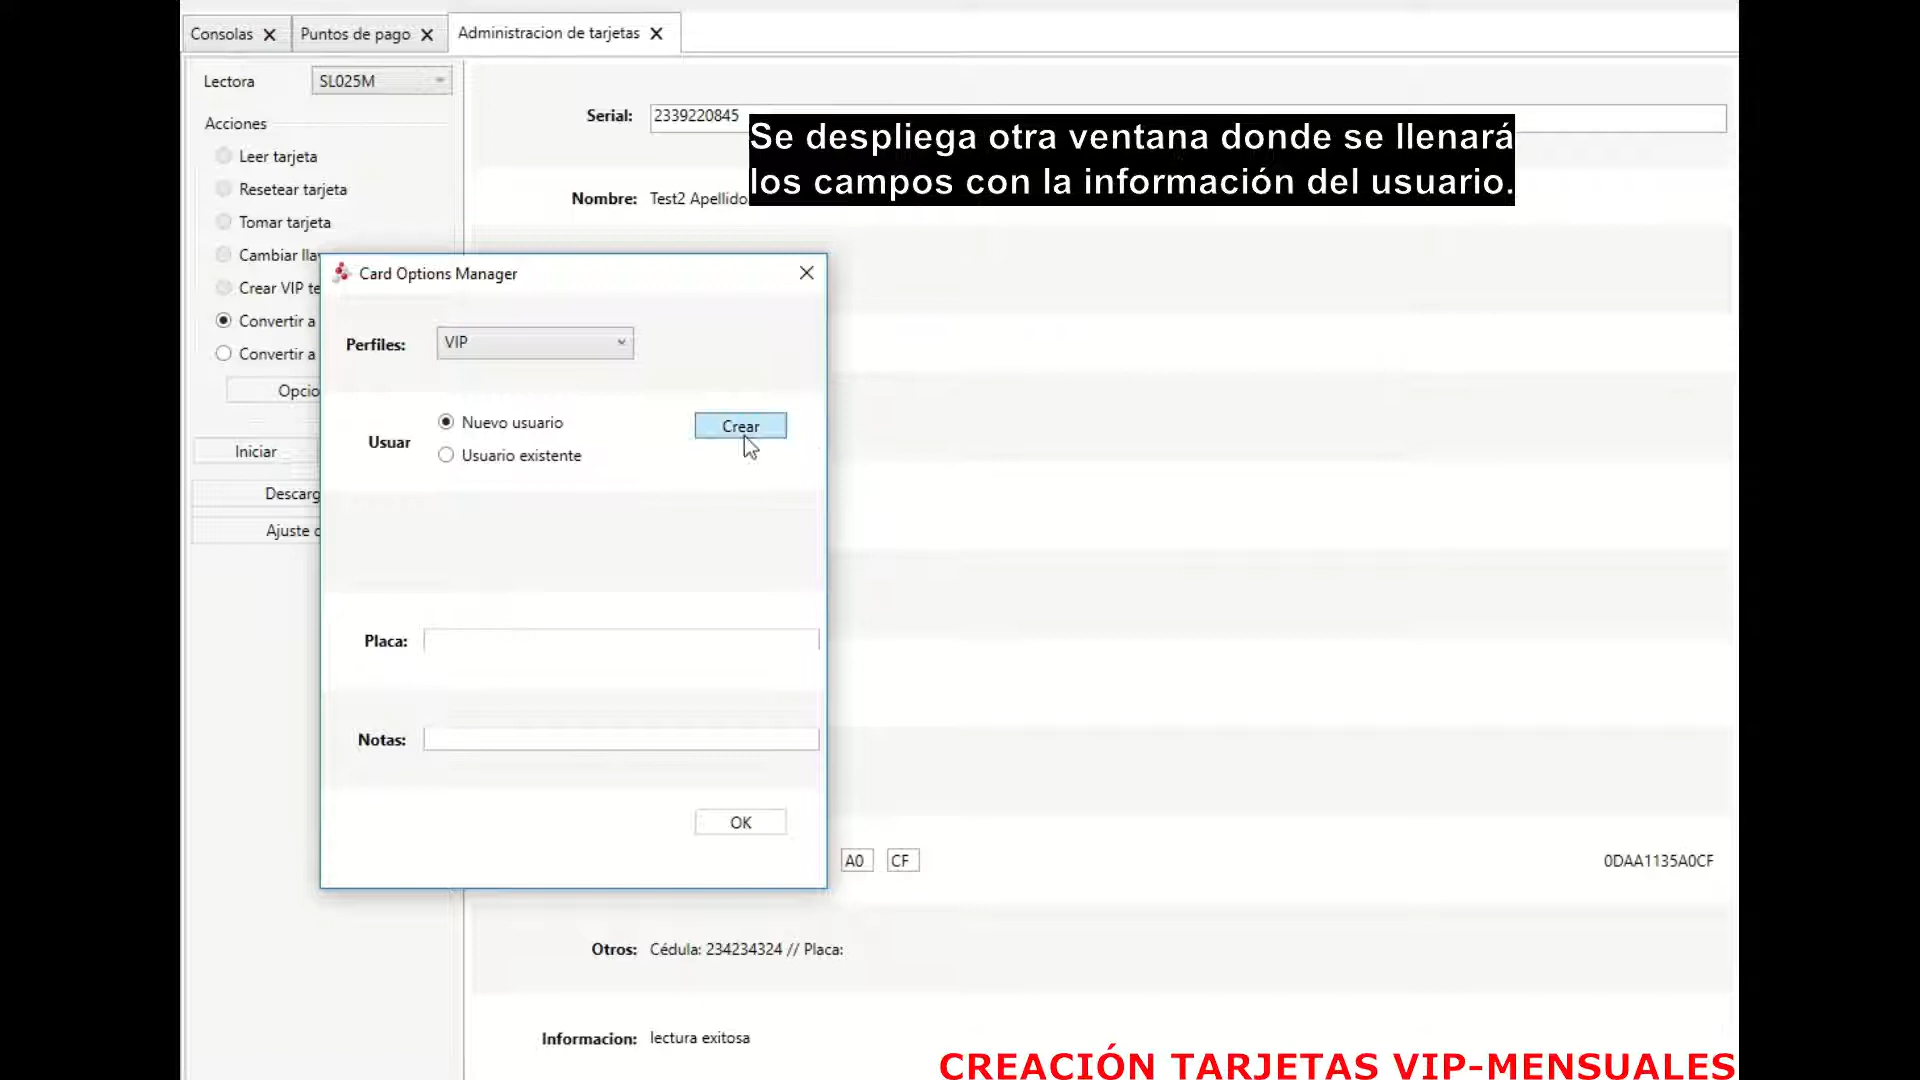 Consolas
Puntos de pago
Administracion de tarjetas
Lectora
SL025M
Serial:
2339220845
Se despliega otra ventana donde se llenará
los campos con la información del usuario.
Acciones
Leer tarjeta
Resetear tarjeta
Nombre:
Test2 Apellido
Tomar tarjeta
Cambiar lla
Crear VIP te
Convertir a
Convertir a
Opcio
Iniciar
Descarg
Ajuste
Card Options Manager
Perfiles:
VIP
Usuar
Nuevo usuario
Usuario existente
Crear
Placa:
Notas:
OK
A0
CF
0DAA1135A0CF
Otros:
Cédula: 234234324 // Placa:
Informacion:
lectura exitosa
CREACIÓN TARJETAS VIP-MENSUALES